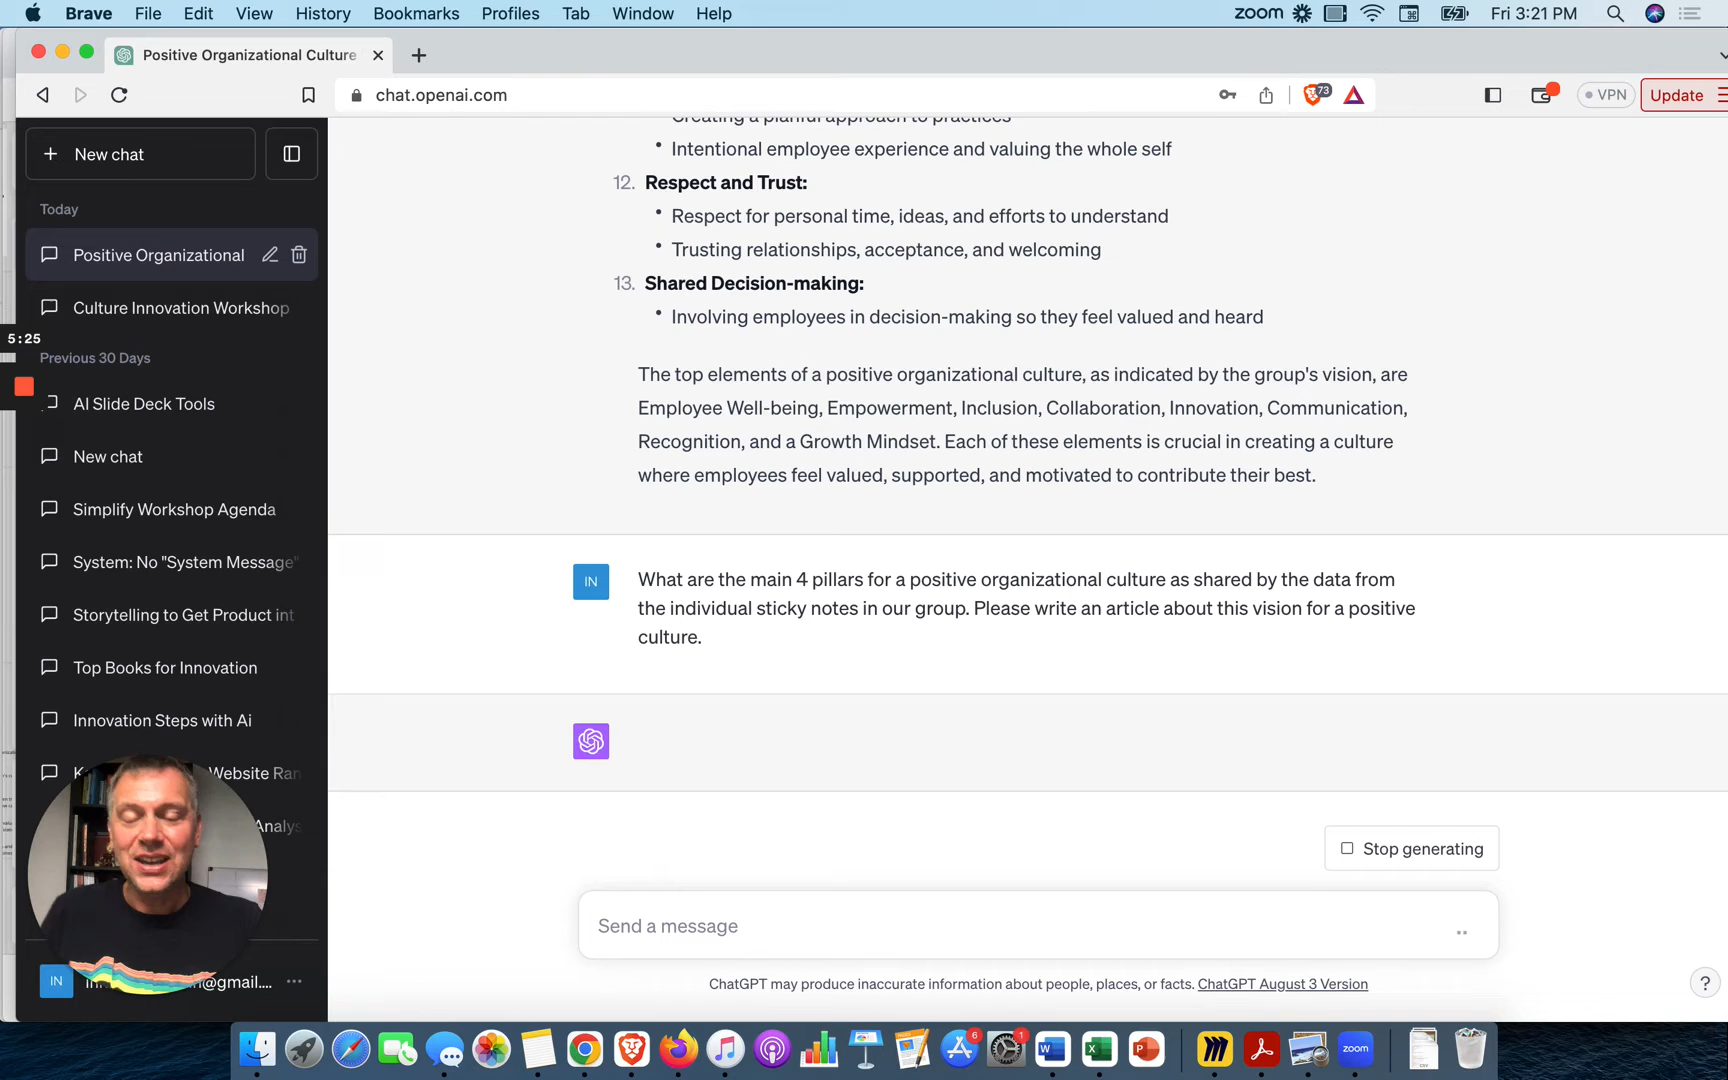 Brave File Edit View History Bookmarks Profiles Tab Window Help
zoom Fri 3:21 PM
Positive Organizational Culture
chat.openai.com
73
VPN
Update
New chat
Today
Positive Organizational
Culture Innovation Workshop
5:25
Previous 30 Days
AI Slide Deck Tools
New chat
Simplify Workshop Agenda
System: No "System Message"
Storytelling to Get Product int
Top Books for Innovation
Innovation Steps with Ai
Website Ran
Analys
IN
@gmail....
Creating a planful approach to practices
• Intentional employee experience and valuing the whole self
12. Respect and Trust:
• Respect for personal time, ideas, and efforts to understand
• Trusting relationships, acceptance, and welcoming
13. Shared Decision-making:
• Involving employees in decision-making so they feel valued and heard
The top elements of a positive organizational culture, as indicated by the group's vision, are
Employee Well-being, Empowerment, Inclusion, Collaboration, Innovation, Communication,
Recognition, and a Growth Mindset. Each of these elements is crucial in creating a culture
where employees feel valued, supported, and motivated to contribute their best.
IN
What are the main 4 pillars for a positive organizational culture as shared by the data from
the individual sticky notes in our group. Please write an article about this vision for a positive
culture.
Stop generating
Send a message
ChatGPT may produce inaccurate information about people, places, or facts. ChatGPT August 3 Version
?
6
1
zoom